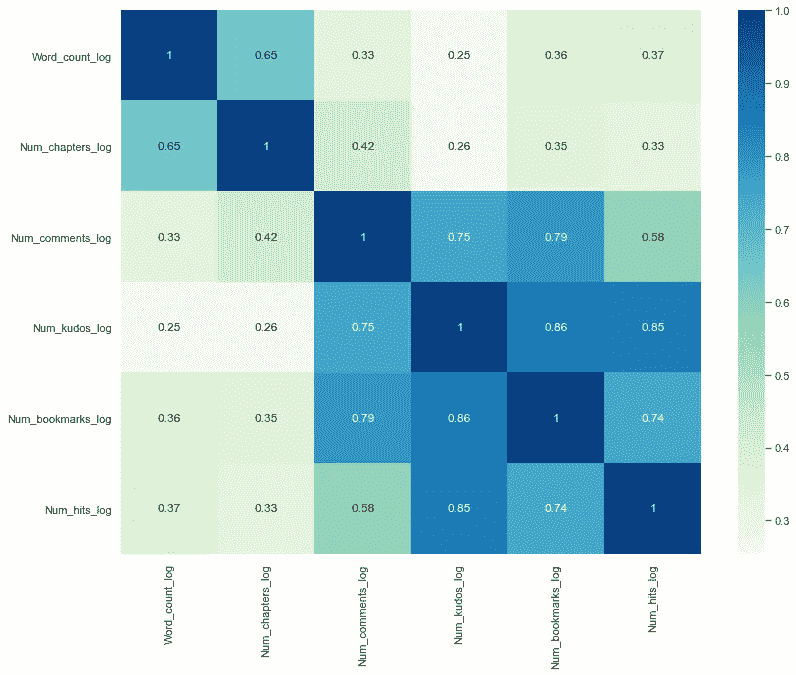 Word_count_log 1 0.65 0.33 0.25 0.36 0.37
Num_chapters_log 0.65 1 0.42 0.26 0.35 0.33
Num_comments_log 0.33 0.42 1 0.75 0.79 0.58
Num_kudos_log 0.25 0.26 0.75 1 0.86 0.85
Num_bookmarks_log 0.36 0.35 0.79 0.86 1 0.74
Num_hits_log 0.37 0.33 0.58 0.85 0.74 1
Word_count_log
Num_chapters_log
Num_comments_log
Num_kudos_log
Num_bookmarks_log
Num_hits_log
1.0
0.9
0.8
0.7
0.6
0.5
0.4
0.3